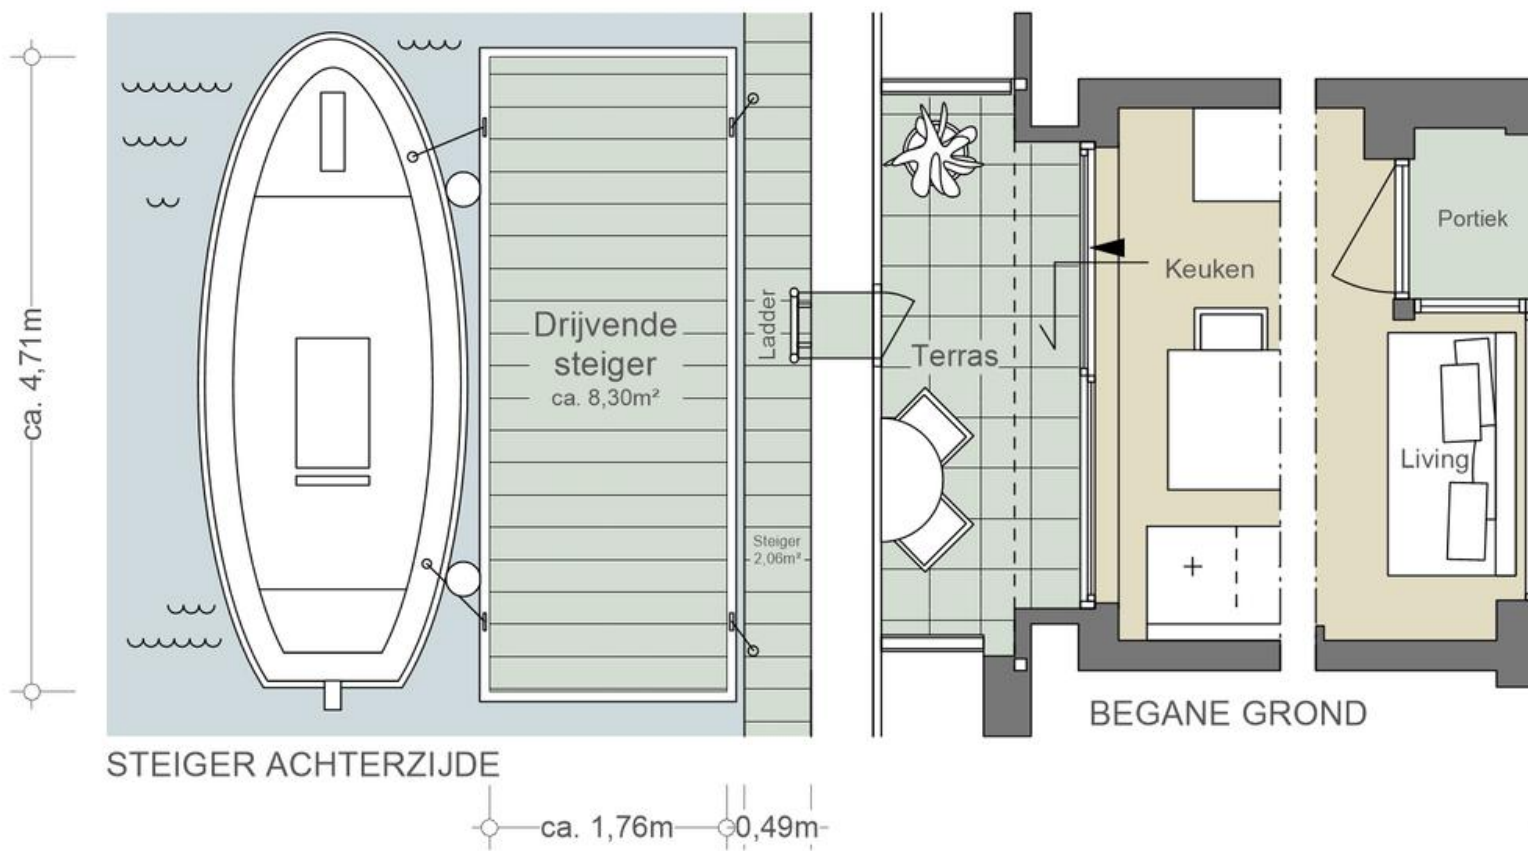 ca. 4,71m
Drijvende
steiger
ca. 8,30m²
Ladder
Steiger
2,06m²
Terras
Keuken
Portiek
Living
BEGANE GROND
STEIGER ACHTERZIJDE
ca. 1,76m
0,49m